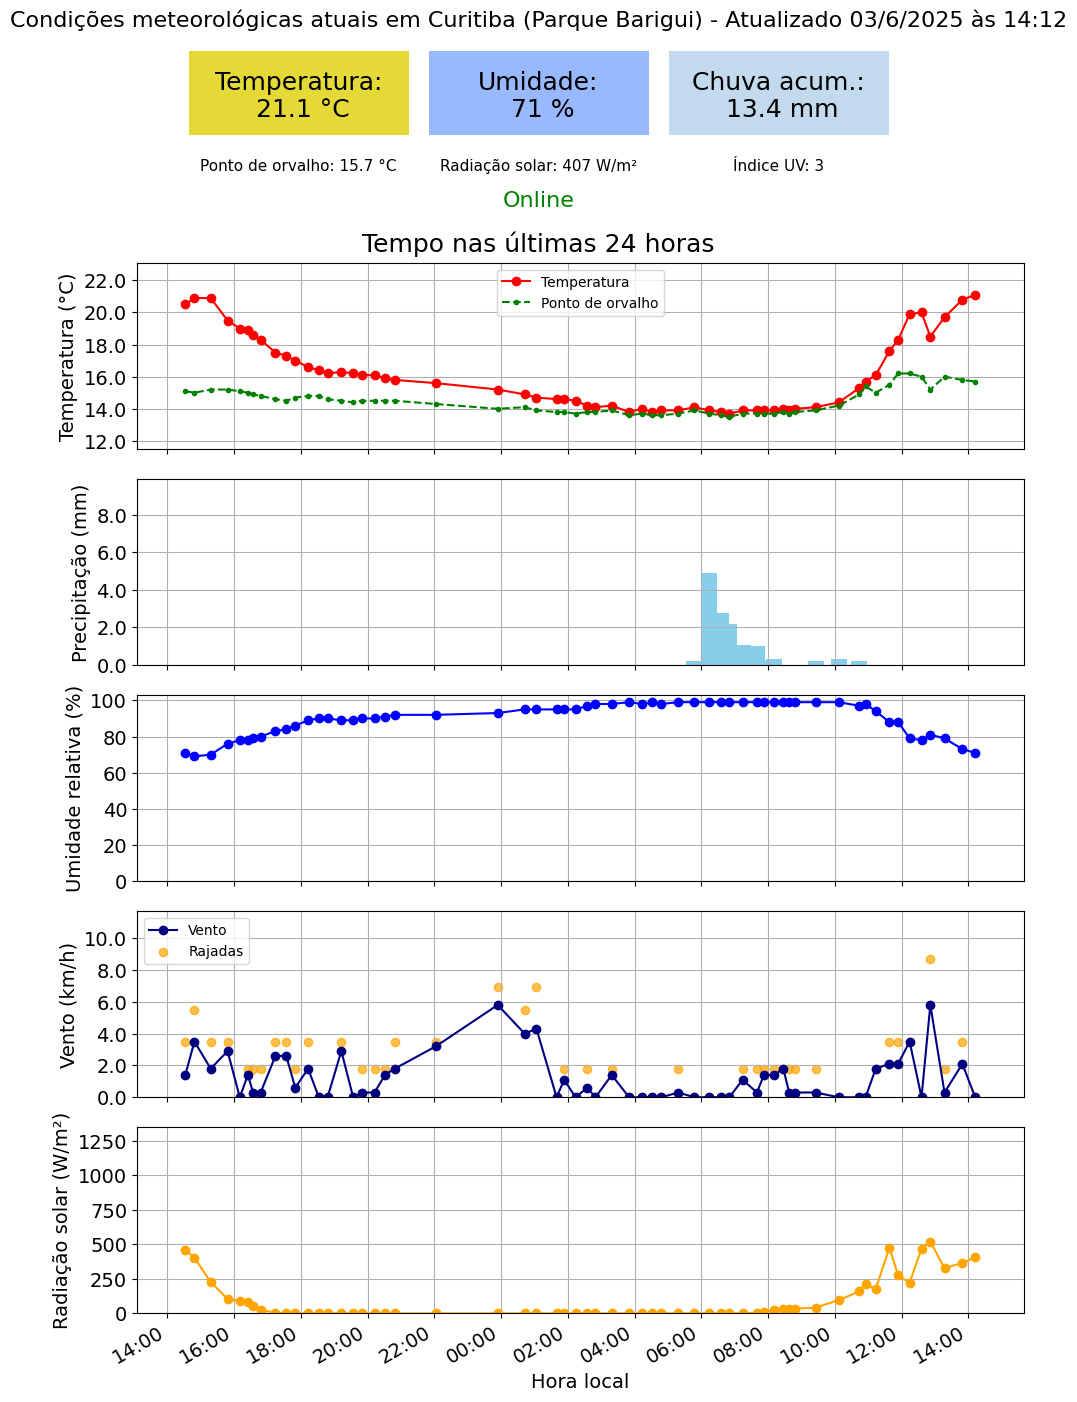 Condições meteorológicas atuais em Curitiba (Parque Barigui) - Atualizado 03/6/2025 às 14:12
Temperatura:
21.1 °C
Umidade:
71 %
Chuva acum.:
13.4 mm
Ponto de orvalho: 15.7 °C
Radiação solar: 407 W/m²
Índice UV: 3
Online
Tempo nas últimas 24 horas
Temperatura (°C)
22.0
20.0
18.0
16.0
14.0
12.0
Temperatura
Ponto de orvalho
Precipitação (mm)
8.0
6.0
4.0
2.0
0.0
Umidade relativa (%)
100
80
60
40
20
0
Vento (km/h)
10.0
8.0
6.0
4.0
2.0
0.0
Vento
Rajadas
Radiação solar (W/m²)
1250
1000
750
500
250
0
14:00
16:00
18:00
20:00
22:00
00:00
02:00
04:00
06:00
08:00
10:00
12:00
14:00
Hora local